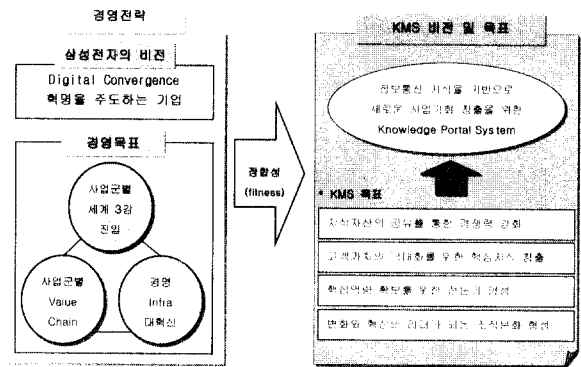 경영전략
삼성전자의 비전
Digital Convergence
혁명을 주도하는 기업
경영목표
사업군별
세계 3강
진입
사업군별
Value
Chain
경영
Infra
대혁신
정합성
(fitness)
KMS 비전 및 목표
정보통신 지식을 기반으로
새로운 사업기회 창출을 위한
Knowledge Portal System
* KMS 목표
지식자산의 공유를 통한 경쟁력 강화
고객가치의 극대화를 위한 핵심지식 창출
핵심역량 확보를 위한 전문가 양성
변화와 혁신의 리더가 되는 조직문화 형성